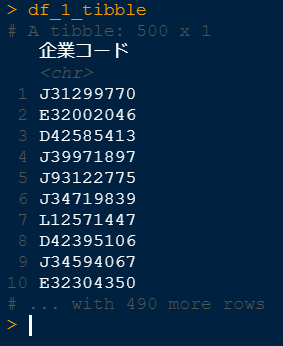 > df_1_tibble
# A tibble: 500 x 1
企業コード
<chr>
1 J31299770
2 E32002046
3 D42585413
4 J39971897
5 J93122775
6 J34719839
7 L12571447
8 D42395106
9 J34594067
10 E32304350
# ... with 490 more rows
>